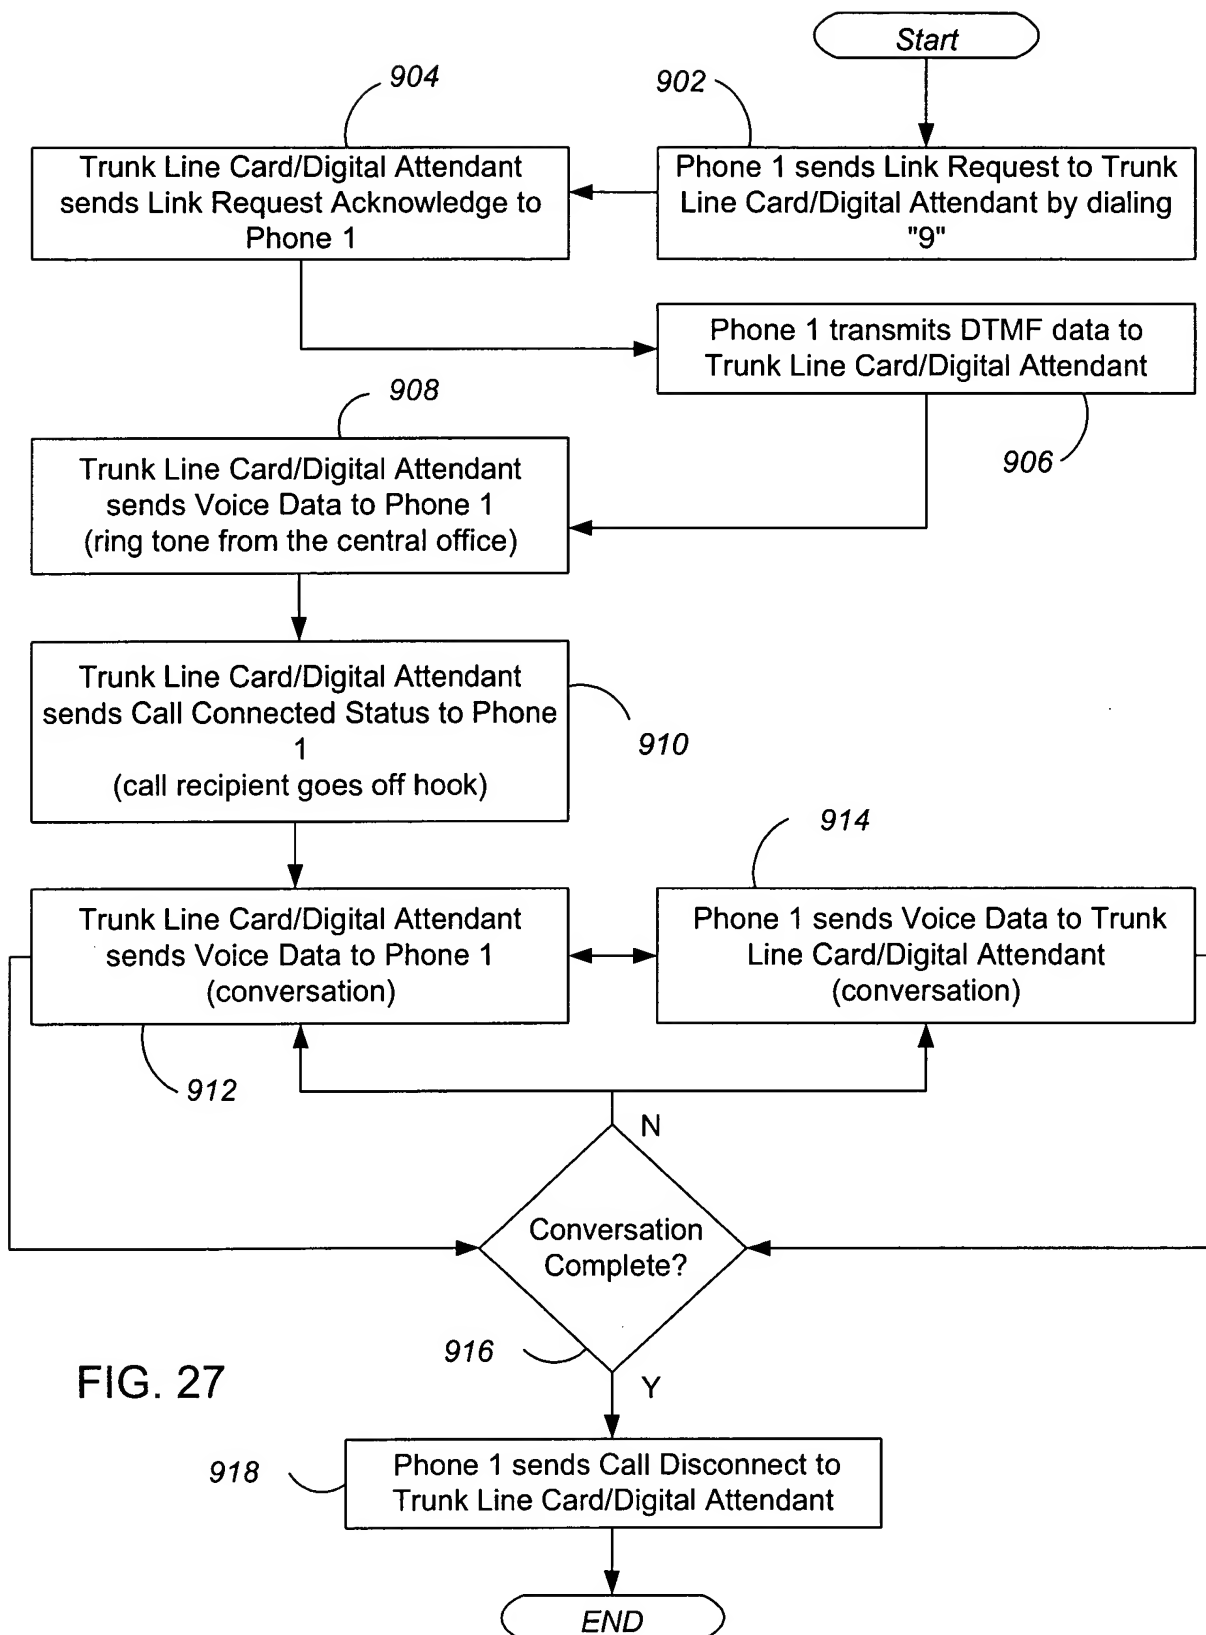 Start
904
902
Trunk Line Card/Digital Attendant
sends Link Request Acknowledge to
Phone 1
Phone 1 sends Link Request to Trunk
Line Card/Digital Attendant by dialing
"9"
Phone 1 transmits DTMF data to
Trunk Line Card/Digital Attendant
906
908
Trunk Line Card/Digital Attendant
sends Voice Data to Phone 1
(ring tone from the central office)
Trunk Line Card/Digital Attendant
sends Call Connected Status to Phone
1
(call recipient goes off hook)
910
914
Trunk Line Card/Digital Attendant
sends Voice Data to Phone 1
(conversation)
Phone 1 sends Voice Data to Trunk
Line Card/Digital Attendant
(conversation)
912
N
Conversation
Complete?
916
Y
FIG. 27
918
Phone 1 sends Call Disconnect to
Trunk Line Card/Digital Attendant
END